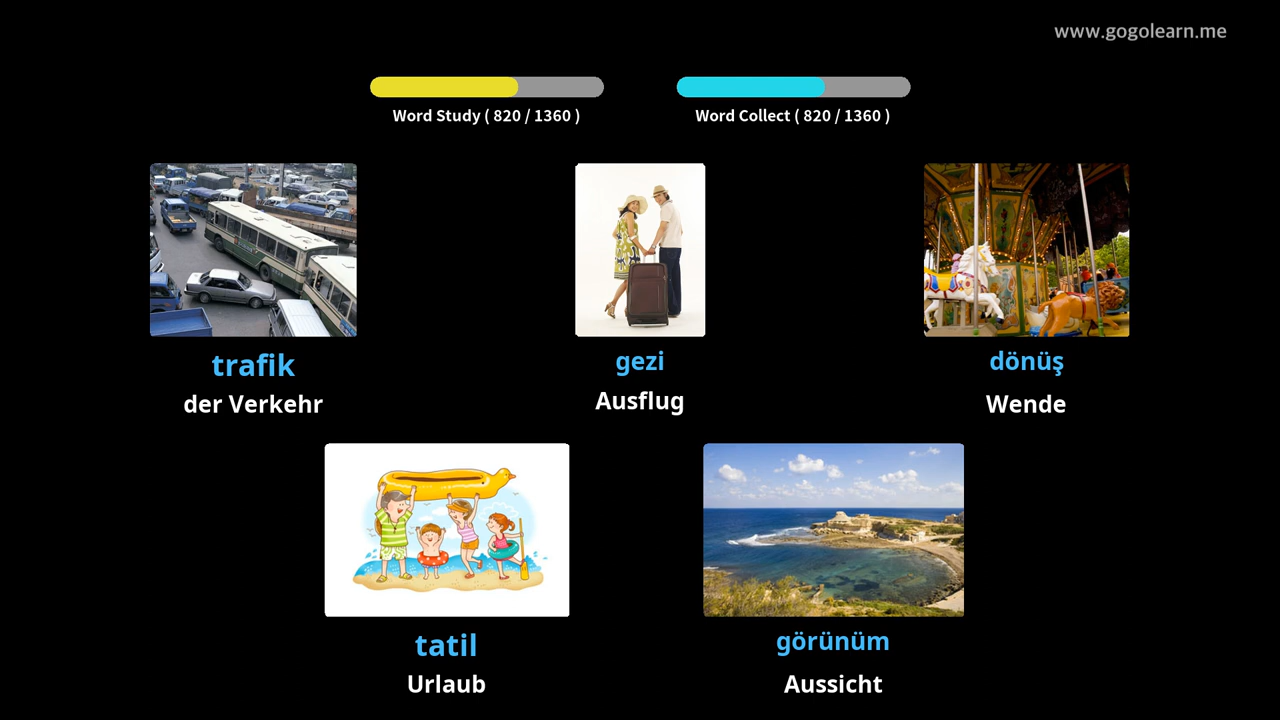 www.gogolearn.me
Word Study ( 820 / 1360 )
Word Collect ( 820 / 1360 )
trafik
der Verkehr
gezi
Ausflug
dönüş
Wende
tatil
Urlaub
görünüm
Aussicht